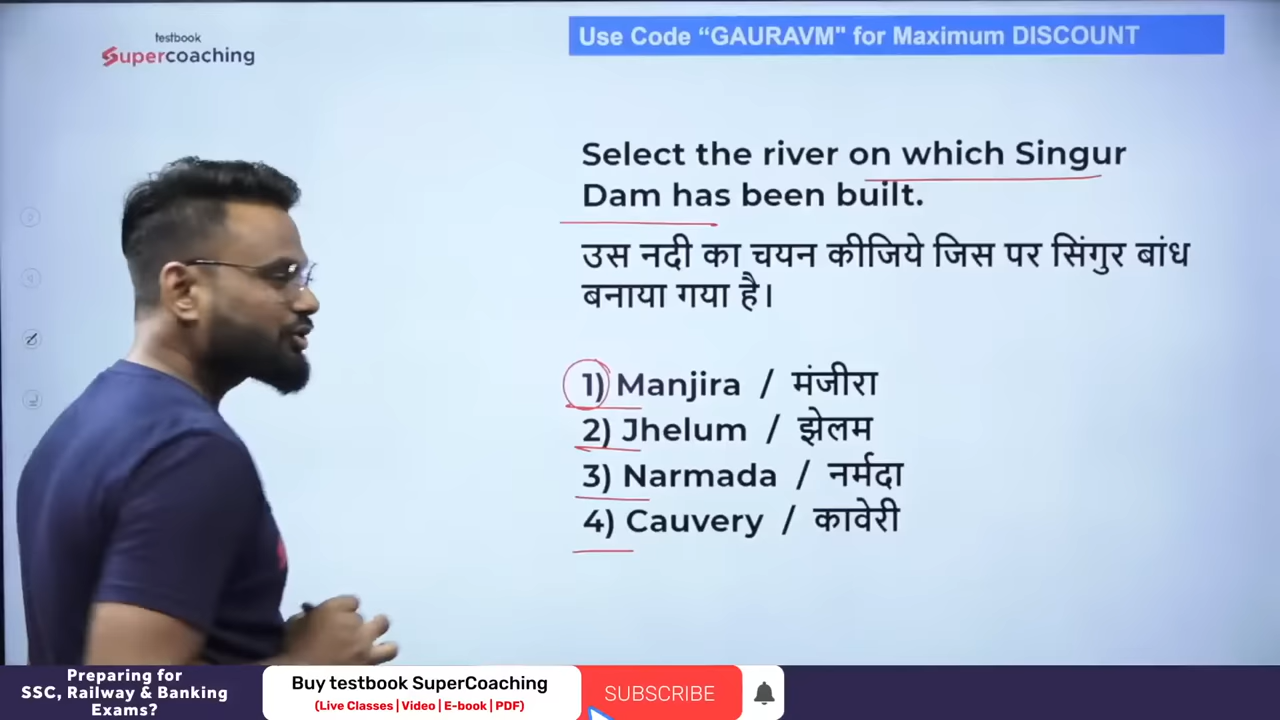 testbook
Supercoaching
Use Code “GAURAVM" for Maximum DISCOUNT
Select the river on which Singur
Dam has been built.
उस नदी का चयन कीजिये जिस पर सिंगुर बांध
बनाया गया है।
1) Manjira / मंजीरा
2) Jhelum / झेलम
3) Narmada / नर्मदा
4) Cauvery / कावेरी
Preparing for
SSC, Railway & Banking
Exams?
Buy testbook SuperCoaching
(Live Classes | Video | E-book | PDF)
SUBSCRIBE